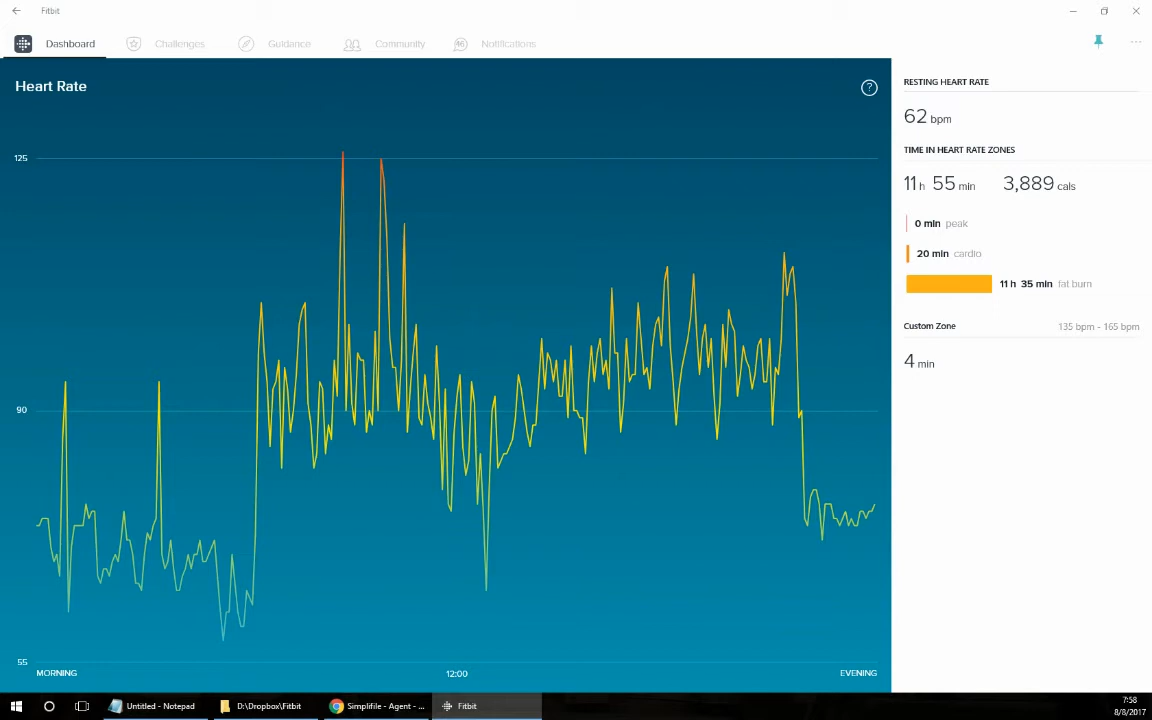 Fitbit
Dashboard
Challenges
Guidance
Community
46
Notifications
Heart Rate
?
125
90
55
MORNING
12:00
EVENING
RESTING HEART RATE
62 bpm
TIME IN HEART RATE ZONES
11 h 55 min 3,889 cals
0 min peak
20 min cardio
11 h 35 min fat burn
Custom Zone 135 bpm - 165 bpm
4 min
Untitled - Notepad
D:\Dropbox\Fitbit
Simplifile - Agent - ...
Fitbit
7:58
8/8/2017